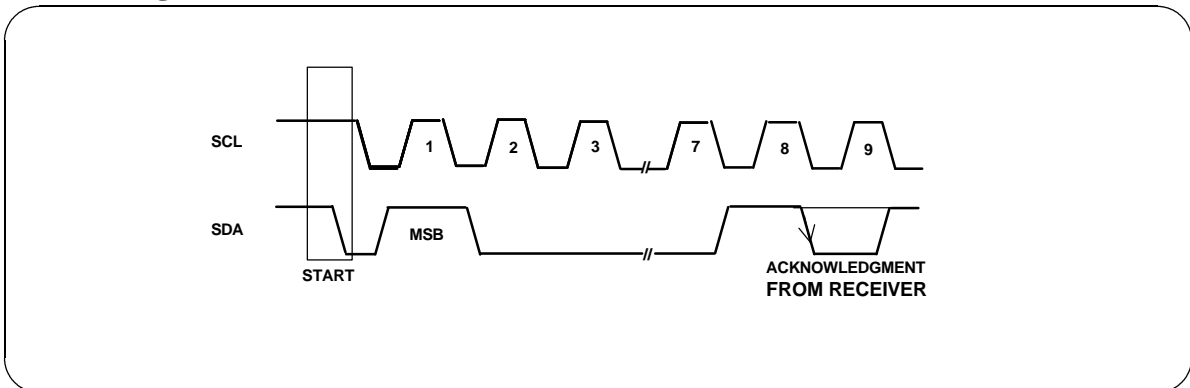 SCL
1 2 3 7 8 9
SDA
MSB
START
ACKNOWLEDGMENT
FROM RECEIVER